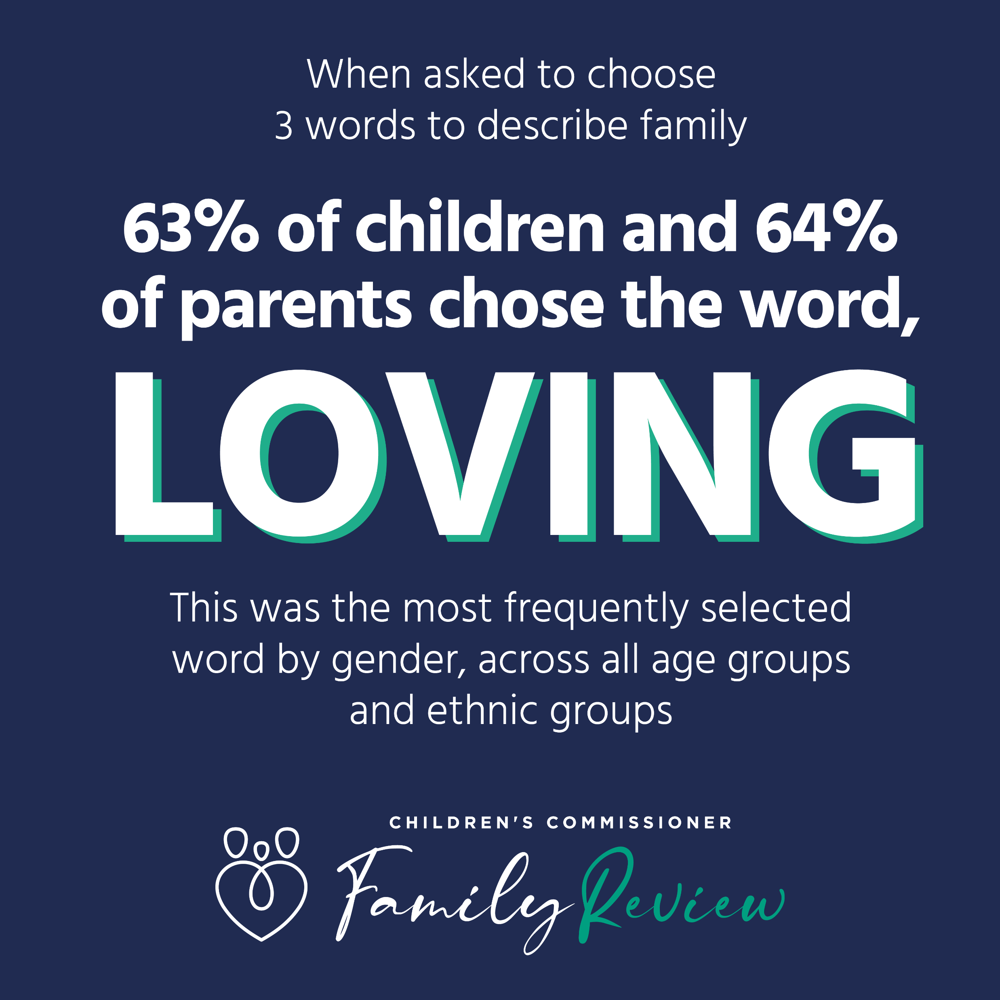 When asked to choose
3 words to describe family
63% of children and 64%
of parents chose the word,
LOVING
This was the most frequently selected
word by gender, across all age groups
and ethnic groups
CHILDREN'S COMMISSIONER
Family Review